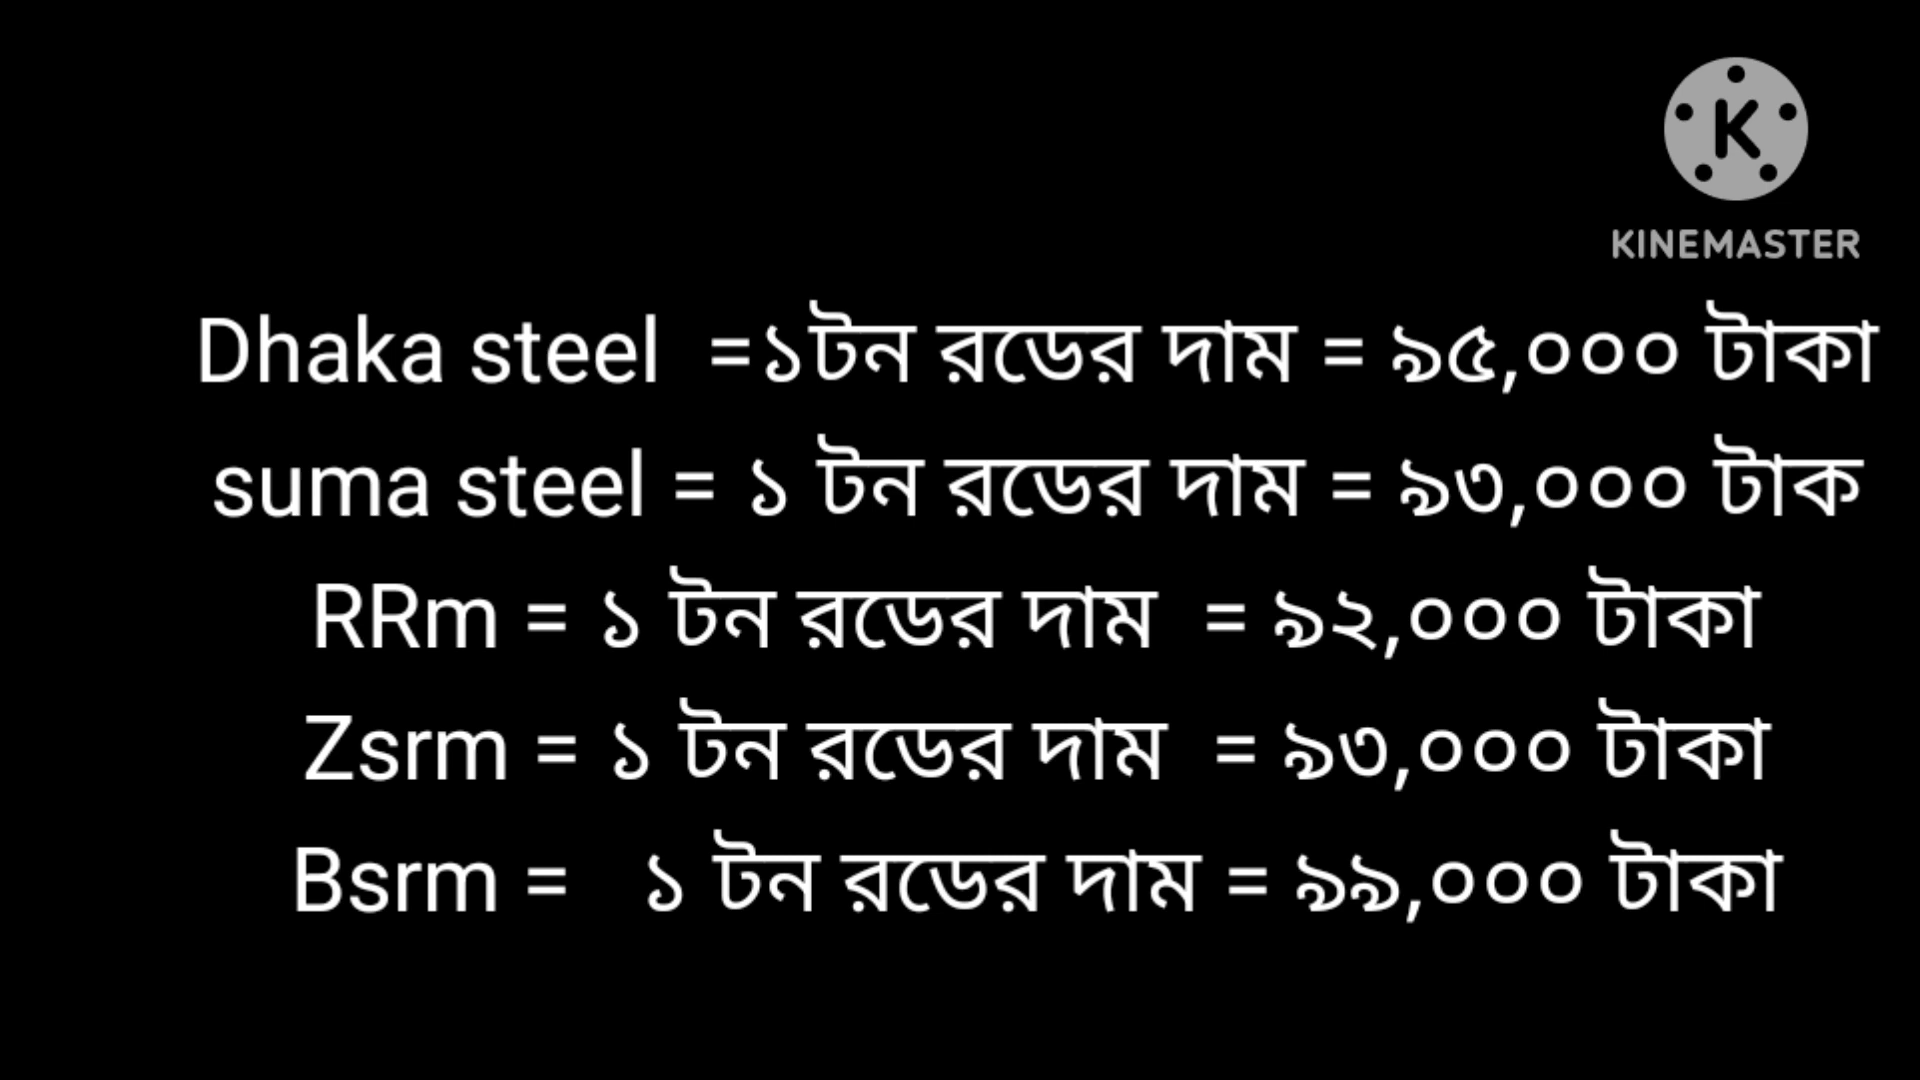 KINEMASTER
Dhaka steel =১টন রডের দাম = ৯৫,০০০ টাকা
suma steel = ১ টন রডের দাম = ৯৩,০০০ টাক
RRm = ১ টন রডের দাম = ৯২,০০০ টাকা
Zsrm = ১ টন রডের দাম = ৯৩,০০০ টাকা
Bsrm = ১ টন রডের দাম = ৯৯,০০০ টাকা